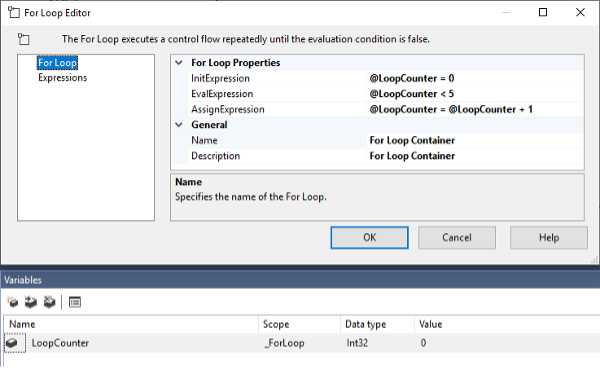 For Loop Editor
The For Loop executes a control flow repeatedly until the evaluation condition is false.
For Loop
Expressions
For Loop Properties
InitExpression @LoopCounter = 0
EvalExpression @LoopCounter < 5
AssignExpression @LoopCounter = @LoopCounter + 1
General
Name For Loop Container
Description For Loop Container
Name
Specifies the name of the For Loop.
OK Cancel Help
Variables
Name Scope Data type Value
LoopCounter _ForLoop Int32 0